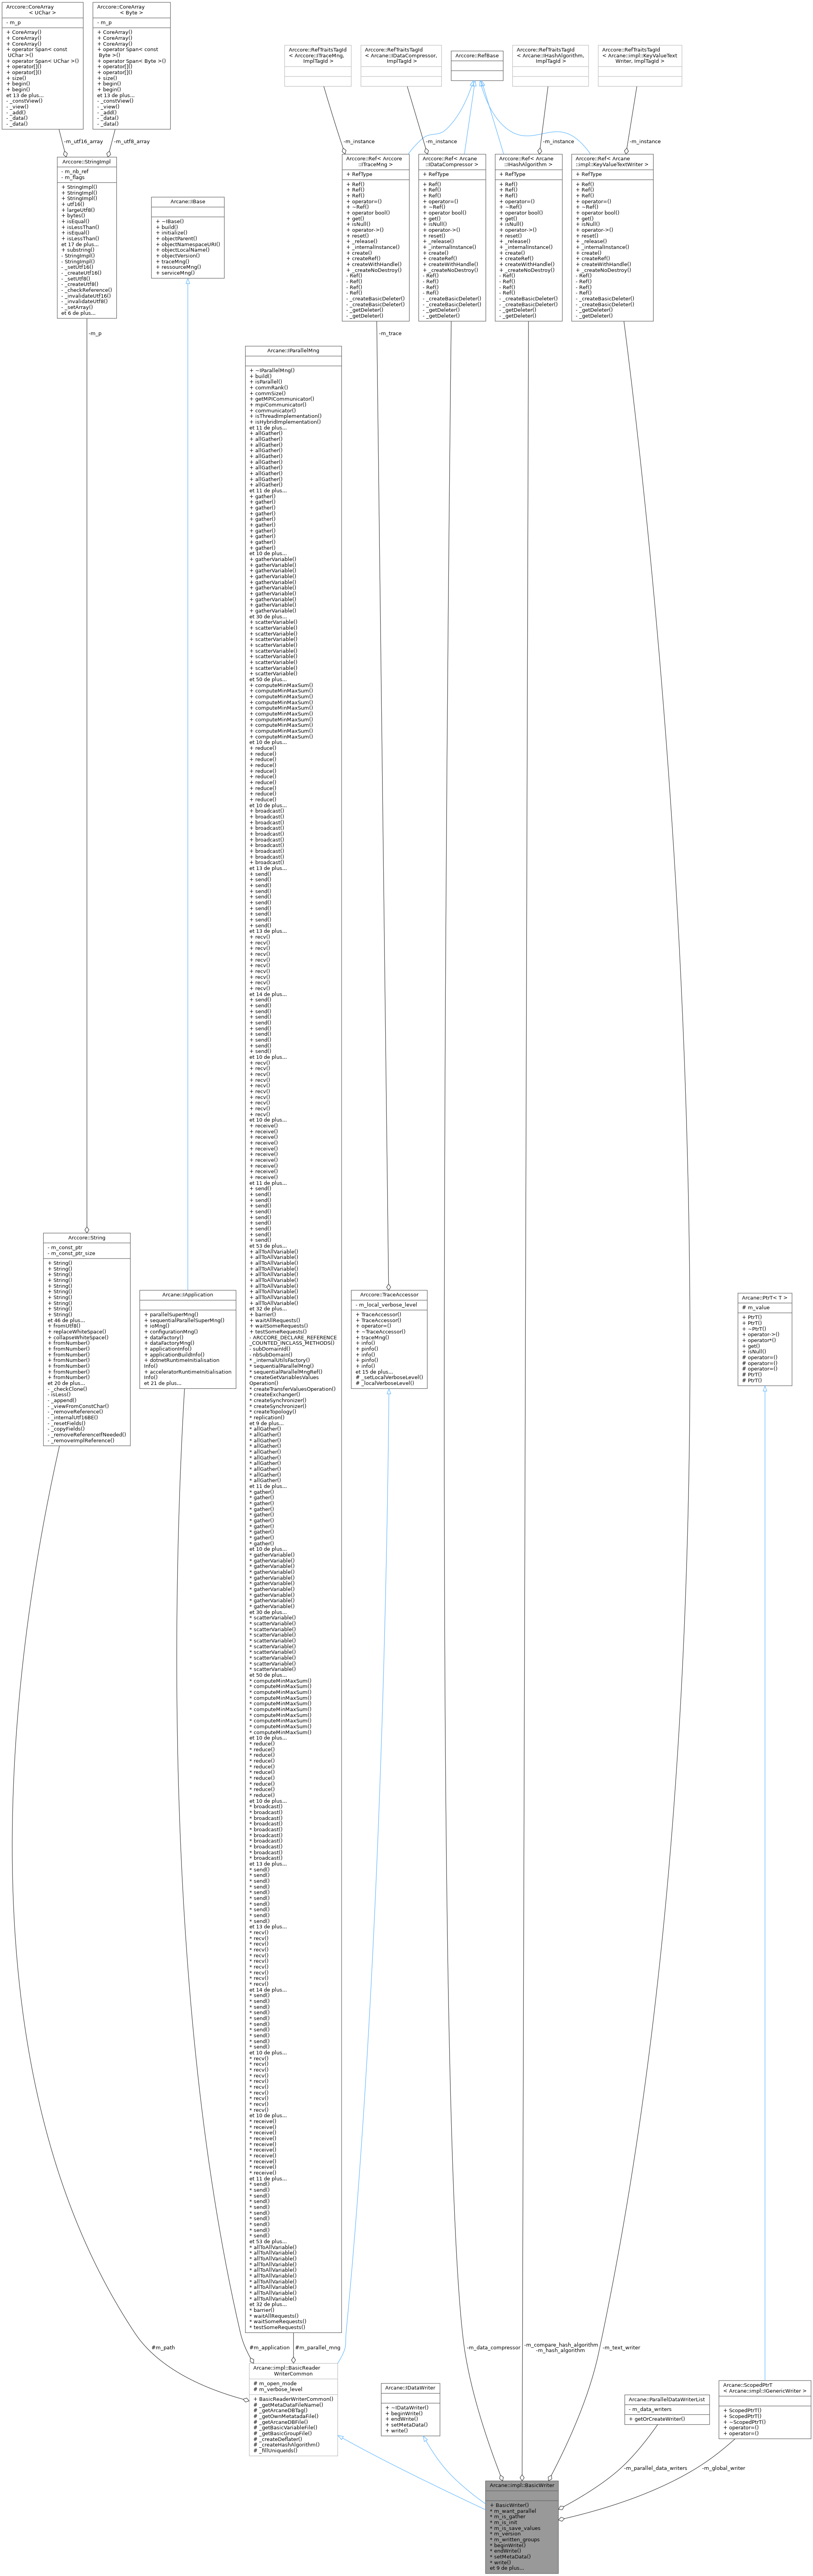 Arccore::CoreArray
< UChar >
- m_p
+ CoreArray()
+ CoreArray()
+ CoreArray()
+ operator Span< const
UChar >()
+ operator Span< UChar >()
+ operator[]()
+ operator[]()
+ size()
+ begin()
+ begin()
et 13 de plus...
- _constView()
- _view()
- _add()
- _data()
- _data()
Arccore::CoreArray
< Byte >
- m_p
+ CoreArray()
+ CoreArray()
+ CoreArray()
+ operator Span< const
Byte >()
+ operator Span< Byte >()
+ operator[]()
+ operator[]()
+ size()
+ begin()
+ begin()
et 13 de plus...
- _constView()
- _view()
- _add()
- _data()
- _data()
-m_utf16_array
-m_utf8_array
Arccore::RefTraitsTagId
< Arccore::ITraceMng,
ImplTagId >
Arccore::RefTraitsTagId
< Arcane::IDataCompressor,
ImplTagId >
Arccore::RefBase
Arccore::RefTraitsTagId
< Arcane::IHashAlgorithm,
ImplTagId >
Arccore::RefTraitsTagId
< Arcane::impl::KeyValueText
Writer, ImplTagId >
-m_instance
-m_instance
-m_instance
-m_instance
Arccore::StringImpl
- m_nb_ref
- m_flags
+ StringImpl()
+ StringImpl()
+ StringImpl()
+ utf16()
+ largeUtf8()
+ bytes()
+ isEqual()
+ isLessThan()
+ isEqual()
+ isLessThan()
et 17 de plus...
+ substring()
- StringImpl()
- StringImpl()
- _setUtf16()
- _createUtf16()
- _setUtf8()
- _createUtf8()
- _checkReference()
- _invalidateUtf16()
- _invalidateUtf8()
- _setArray()
et 6 de plus...
-m_p
Arcane::IBase
+ ~IBase()
+ build()
+ initialize()
+ objectParent()
+ objectNamespaceURI()
+ objectLocalName()
+ objectVersion()
+ traceMng()
+ ressourceMng()
+ serviceMng()
Arccore::Ref< Arccore
::ITraceMng >
+ RefType
+ Ref()
+ Ref()
+ Ref()
+ operator=()
+ ~Ref()
+ operator bool()
+ get()
+ isNull()
+ operator->()
+ reset()
+ _release()
+ _internalInstance()
+ create()
+ createRef()
+ createWithHandle()
+ _createNoDestroy()
- Ref()
- Ref()
- Ref()
- Ref()
- _createBasicDeleter()
- _createBasicDeleter()
- _getDeleter()
- _getDeleter()
Arccore::Ref< Arcane
::IDataCompressor >
+ RefType
+ Ref()
+ Ref()
+ Ref()
+ operator=()
+ ~Ref()
+ operator bool()
+ get()
+ isNull()
+ operator->()
+ reset()
+ _release()
+ _internalInstance()
+ create()
+ createRef()
+ createWithHandle()
+ _createNoDestroy()
- Ref()
- Ref()
- Ref()
- Ref()
- _createBasicDeleter()
- _createBasicDeleter()
- _getDeleter()
- _getDeleter()
Arccore::Ref< Arcane
::IHashAlgorithm >
+ RefType
+ Ref()
+ Ref()
+ Ref()
+ operator=()
+ ~Ref()
+ operator bool()
+ get()
+ isNull()
+ operator->()
+ reset()
+ _release()
+ _internalInstance()
+ create()
+ createRef()
+ createWithHandle()
+ _createNoDestroy()
- Ref()
- Ref()
- Ref()
- Ref()
- _createBasicDeleter()
- _createBasicDeleter()
- _getDeleter()
- _getDeleter()
Arccore::Ref< Arcane
::impl::KeyValueTextWriter >
+ RefType
+ Ref()
+ Ref()
+ Ref()
+ operator=()
+ ~Ref()
+ operator bool()
+ get()
+ isNull()
+ operator->()
+ reset()
+ _release()
+ _internalInstance()
+ create()
+ createRef()
+ createWithHandle()
+ _createNoDestroy()
- Ref()
- Ref()
- Ref()
- Ref()
- _createBasicDeleter()
- _createBasicDeleter()
- _getDeleter()
- _getDeleter()
-m_trace
Arcane::IParallelMng
+ ~IParallelMng()
+ build()
+ isParallel()
+ commRank()
+ commSize()
+ getMPICommunicator()
+ mpiCommunicator()
+ communicator()
+ isThreadImplementation()
+ isHybridImplementation()
et 11 de plus...
+ allGather()
+ allGather()
+ allGather()
+ allGather()
+ allGather()
+ allGather()
+ allGather()
+ allGather()
+ allGather()
+ allGather()
et 11 de plus...
+ gather()
+ gather()
+ gather()
+ gather()
+ gather()
+ gather()
+ gather()
+ gather()
+ gather()
+ gather()
et 10 de plus...
+ gatherVariable()
+ gatherVariable()
+ gatherVariable()
+ gatherVariable()
+ gatherVariable()
+ gatherVariable()
+ gatherVariable()
+ gatherVariable()
+ gatherVariable()
+ gatherVariable()
et 30 de plus...
+ scatterVariable()
+ scatterVariable()
+ scatterVariable()
+ scatterVariable()
+ scatterVariable()
+ scatterVariable()
+ scatterVariable()
+ scatterVariable()
+ scatterVariable()
+ scatterVariable()
et 50 de plus...
+ computeMinMaxSum()
+ computeMinMaxSum()
+ computeMinMaxSum()
+ computeMinMaxSum()
+ computeMinMaxSum()
+ computeMinMaxSum()
+ computeMinMaxSum()
+ computeMinMaxSum()
+ computeMinMaxSum()
+ computeMinMaxSum()
et 10 de plus...
+ reduce()
+ reduce()
+ reduce()
+ reduce()
+ reduce()
+ reduce()
+ reduce()
+ reduce()
+ reduce()
+ reduce()
et 10 de plus...
+ broadcast()
+ broadcast()
+ broadcast()
+ broadcast()
+ broadcast()
+ broadcast()
+ broadcast()
+ broadcast()
+ broadcast()
+ broadcast()
et 13 de plus...
+ send()
+ send()
+ send()
+ send()
+ send()
+ send()
+ send()
+ send()
+ send()
+ send()
et 13 de plus...
+ recv()
+ recv()
+ recv()
+ recv()
+ recv()
+ recv()
+ recv()
+ recv()
+ recv()
+ recv()
et 14 de plus...
+ send()
+ send()
+ send()
+ send()
+ send()
+ send()
+ send()
+ send()
+ send()
+ send()
et 10 de plus...
+ recv()
+ recv()
+ recv()
+ recv()
+ recv()
+ recv()
+ recv()
+ recv()
+ recv()
+ recv()
et 10 de plus...
+ receive()
+ receive()
+ receive()
+ receive()
+ receive()
+ receive()
+ receive()
+ receive()
+ receive()
+ receive()
et 11 de plus...
+ send()
+ send()
+ send()
+ send()
+ send()
+ send()
+ send()
+ send()
+ send()
+ send()
et 53 de plus...
+ allToAllVariable()
+ allToAllVariable()
+ allToAllVariable()
+ allToAllVariable()
+ allToAllVariable()
+ allToAllVariable()
+ allToAllVariable()
+ allToAllVariable()
+ allToAllVariable()
+ allToAllVariable()
et 32 de plus...
+ barrier()
+ waitAllRequests()
+ waitSomeRequests()
+ testSomeRequests()
- ARCCORE_DECLARE_REFERENCE
_COUNTED_INCLASS_METHODS()
- subDomainId()
- nbSubDomain()
* _internalUtilsFactory()
* sequentialParallelMng()
* sequentialParallelMngRef()
* createGetVariablesValues
Operation()
* createTransferValuesOperation()
* createExchanger()
* createSynchronizer()
* createSynchronizer()
* createTopology()
* replication()
et 9 de plus...
* allGather()
* allGather()
* allGather()
* allGather()
* allGather()
* allGather()
* allGather()
* allGather()
* allGather()
* allGather()
et 11 de plus...
* gather()
* gather()
* gather()
* gather()
* gather()
* gather()
* gather()
* gather()
* gather()
* gather()
et 10 de plus...
* gatherVariable()
* gatherVariable()
* gatherVariable()
* gatherVariable()
* gatherVariable()
* gatherVariable()
* gatherVariable()
* gatherVariable()
* gatherVariable()
* gatherVariable()
et 30 de plus...
* scatterVariable()
* scatterVariable()
* scatterVariable()
* scatterVariable()
* scatterVariable()
* scatterVariable()
* scatterVariable()
* scatterVariable()
* scatterVariable()
* scatterVariable()
et 50 de plus...
* computeMinMaxSum()
* computeMinMaxSum()
* computeMinMaxSum()
* computeMinMaxSum()
* computeMinMaxSum()
* computeMinMaxSum()
* computeMinMaxSum()
* computeMinMaxSum()
* computeMinMaxSum()
* computeMinMaxSum()
et 10 de plus...
* reduce()
* reduce()
* reduce()
* reduce()
* reduce()
* reduce()
* reduce()
* reduce()
* reduce()
* reduce()
et 10 de plus...
* broadcast()
* broadcast()
* broadcast()
* broadcast()
* broadcast()
* broadcast()
* broadcast()
* broadcast()
* broadcast()
* broadcast()
et 13 de plus...
* send()
* send()
* send()
* send()
* send()
* send()
* send()
* send()
* send()
* send()
et 13 de plus...
* recv()
* recv()
* recv()
* recv()
* recv()
* recv()
* recv()
* recv()
* recv()
* recv()
et 14 de plus...
* send()
* send()
* send()
* send()
* send()
* send()
* send()
* send()
* send()
* send()
et 10 de plus...
* recv()
* recv()
* recv()
* recv()
* recv()
* recv()
* recv()
* recv()
* recv()
* recv()
et 10 de plus...
* receive()
* receive()
* receive()
* receive()
* receive()
* receive()
* receive()
* receive()
* receive()
* receive()
et 11 de plus...
* send()
* send()
* send()
* send()
* send()
* send()
* send()
* send()
* send()
* send()
et 53 de plus...
* allToAllVariable()
* allToAllVariable()
* allToAllVariable()
* allToAllVariable()
* allToAllVariable()
* allToAllVariable()
* allToAllVariable()
* allToAllVariable()
* allToAllVariable()
* allToAllVariable()
et 32 de plus...
* barrier()
* waitAllRequests()
* waitSomeRequests()
* testSomeRequests()
Arccore::String
- m_const_ptr
- m_const_ptr_size
+ String()
+ String()
+ String()
+ String()
+ String()
+ String()
+ String()
+ String()
+ String()
+ String()
et 46 de plus...
+ fromUtf8()
+ replaceWhiteSpace()
+ collapseWhiteSpace()
+ fromNumber()
+ fromNumber()
+ fromNumber()
+ fromNumber()
+ fromNumber()
+ fromNumber()
+ fromNumber()
et 20 de plus...
- _checkClone()
- isLess()
- _append()
- _viewFromConstChar()
- _removeReference()
- _internalUtf16BE()
- _resetFields()
- _copyFields()
- _removeReferenceIfNeeded()
- _removeImplReference()
Arcane::IApplication
+ parallelSuperMng()
+ sequentialParallelSuperMng()
+ ioMng()
+ configurationMng()
+ dataFactory()
+ dataFactoryMng()
+ applicationInfo()
+ applicationBuildInfo()
+ dotnetRuntimeInitialisation
Info()
+ acceleratorRuntimeInitialisation
Info()
et 21 de plus...
Arccore::TraceAccessor
- m_local_verbose_level
+ TraceAccessor()
+ TraceAccessor()
+ operator=()
+ ~TraceAccessor()
+ traceMng()
+ info()
+ pinfo()
+ info()
+ pinfo()
+ info()
et 15 de plus...
# _setLocalVerboseLevel()
# _localVerboseLevel()
Arcane::PtrT< T >
# m_value
+ PtrT()
+ PtrT()
+ ~PtrT()
+ operator->()
+ operator*()
+ get()
+ isNull()
# operator=()
# operator=()
# operator=()
# PtrT()
# PtrT()
#m_path
#m_application
#m_parallel_mng
-m_data_compressor
-m_compare_hash_algorithm
-m_hash_algorithm
-m_text_writer
Arcane::impl::BasicReader
WriterCommon
# m_open_mode
# m_verbose_level
+ BasicReaderWriterCommon()
# _getMetaDataFileName()
# _getArcaneDBTag()
# _getOwnMetatadaFile()
# _getArcaneDBFile()
# _getBasicVariableFile()
# _getBasicGroupFile()
# _createDeflater()
# _createHashAlgorithm()
# _fillUniqueIds()
Arcane::IDataWriter
+ ~IDataWriter()
+ beginWrite()
+ endWrite()
+ setMetaData()
+ write()
Arcane::ParallelDataWriterList
- m_data_writers
+ getOrCreateWriter()
Arcane::ScopedPtrT
< Arcane::impl::IGenericWriter >
+ ScopedPtrT()
+ ScopedPtrT()
+ ~ScopedPtrT()
+ operator=()
+ operator=()
-m_parallel_data_writers
-m_global_writer
Arcane::impl::BasicWriter
+ BasicWriter()
* m_want_parallel
* m_is_gather
* m_is_init
* m_is_save_values
* m_version
* m_written_groups
* beginWrite()
* endWrite()
* setMetaData()
* write()
et 9 de plus...